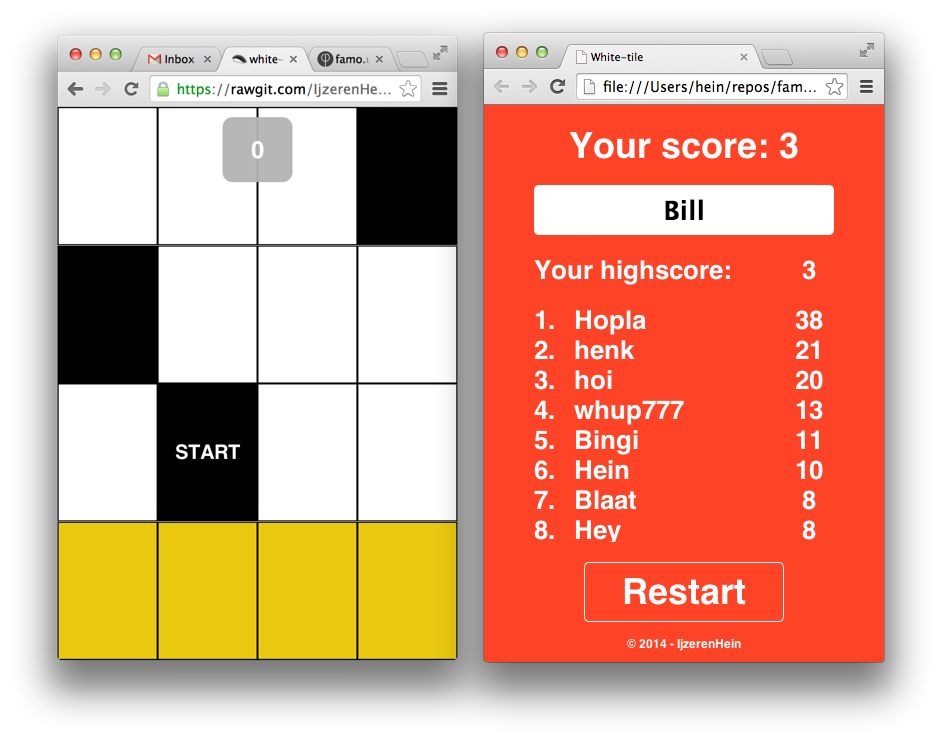 Inbox
white-
famo.u
https://rawgit.com/IjzerenHe...
0
START
White-tile
file:///Users/hein/repos/fam...
Your score: 3
Bill
Your highscore: 3
1. Hopla 38
2. henk 21
3. hoi 20
4. whup777 13
5. Bingi 11
6. Hein 10
7. Blaat 8
8. Hey 8
Restart
© 2014 - IjzerenHein